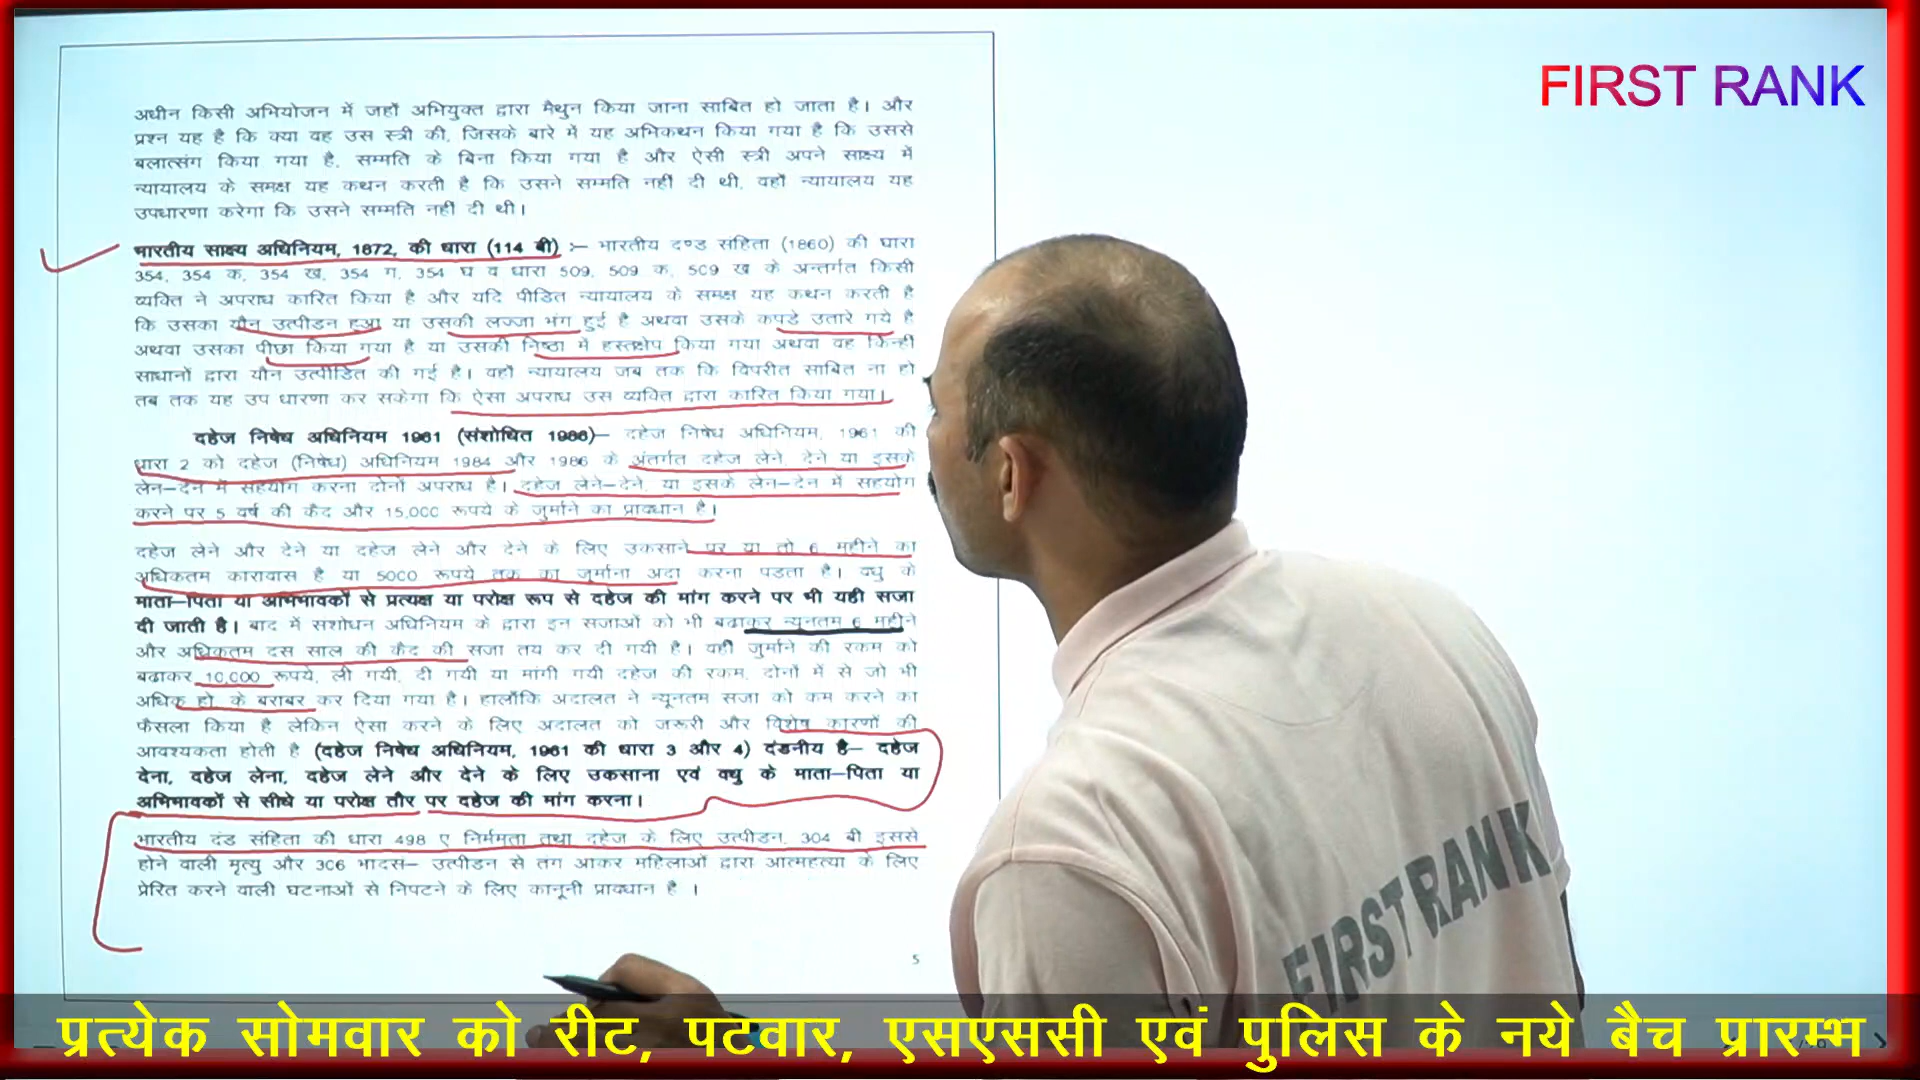 FIRST RANK
अधीन किसी अभियोजन में जहाँ अभियुक्त द्वारा मैथुन किया जाना साबित हो जाता है। और
प्रश्न यह है कि क्या वह उस स्त्री की, जिसके बारे में यह अभिकथन किया गया है कि उससे
बलात्संग किया गया है, सम्मति के बिना किया गया है और ऐसी स्त्री अपने साक्ष्य में
न्यायालय के समक्ष यह कथन करती है कि उसने सम्मति नहीं दी थी, वहाँ न्यायालय यह
उपधारणा करेगा कि उसने सम्मति नहीं दी थी।
भारतीय साक्ष्य अधिनियम, 1872, की धारा (114 बी) :– भारतीय दण्ड संहिता (1860) की धारा
354, 354 क, 354 ख, 354 ग, 354 घ व धारा 509, 509 क, 509 ख के अन्तर्गत किसी
व्यक्ति ने अपराध कारित किया है और यदि पीडित न्यायालय के समक्ष यह कथन करती है
कि उसका यौन उत्पीडन हुआ या उसकी लज्जा भंग हुई है अथवा उसके कपडे उतारे गये है
अथवा उसका पीछा किया गया है या उसकी निष्ठा में हस्तक्षेप किया गया अथवा वह किन्हीं
साधानों द्वारा यौन उत्पीडित की गई है। वहाँ न्यायालय जब तक कि विपरीत साबित ना हो
तब तक यह उप धारणा कर सकेगा कि ऐसा अपराध उस व्यक्ति द्वारा कारित किया गया।
दहेज निषेध अधिनियम 1961 (संशोधित 1986)– दहेज निषेध अधिनियम, 1961 की
धारा 2 को दहेज (निषेध) अधिनियम 1984 और 1986 के अंतर्गत दहेज लेने, देने या इसके
लेन–देन में सहयोग करना दोनों अपराध है। दहेज लेने–देने, या इसके लेन–देन में सहयोग
करने पर 5 वर्ष की कैद और 15,000 रूपये के जुर्माने का प्रावधान है।
दहेज लेने और देने या दहेज लेने और देने के लिए उकसाने पर या तो 6 महीने का
अधिकतम कारावास है या 5000 रूपये तक का जुर्माना अदा करना पडता है। वधु के
माता–पिता या अभिभावकों से प्रत्यक्ष या परोक्ष रूप से दहेज की मांग करने पर भी यही सजा
दी जाती है। बाद में संशोधन अधिनियम के द्वारा इन सजाओं को भी बढाकर न्यूनतम 6 महीने
और अधिकतम दस साल की कैद की सजा तय कर दी गयी है। वहीं जुर्माने की रकम को
बढाकर 10,000 रूपये, ली गयी, दी गयी या मांगी गयी दहेज की रकम, दोनों में से जो भी
अधिक हो के बराबर कर दिया गया है। हालाँकि अदालत ने न्यूनतम सजा को कम करने का
फैसला किया है लेकिन ऐसा करने के लिए अदालत को जरूरी और विशेष कारणों की
आवश्यकता होती है (दहेज निषेध अधिनियम, 1961 की धारा 3 और 4) दंडनीय है– दहेज
देना, दहेज लेना, दहेज लेने और देने के लिए उकसाना एवं वधु के माता–पिता या
अभिभावकों से सीधे या परोक्ष तौर पर दहेज की मांग करना।
भारतीय दंड संहिता की धारा 498 ए निर्ममता तथा दहेज के लिए उत्पीडन, 304 बी इससे
होने वाली मृत्यु और 306 भादस– उत्पीडन से तंग आकर महिलाओं द्वारा आत्महत्या के लिए
प्रेरित करने वाली घटनाओं से निपटने के लिए कानूनी प्रावधान है ।
5
FIRST RANK
प्रत्येक सोमवार को रीट, पटवार, एसएससी एवं पुलिस के नये बैच प्रारम्भ